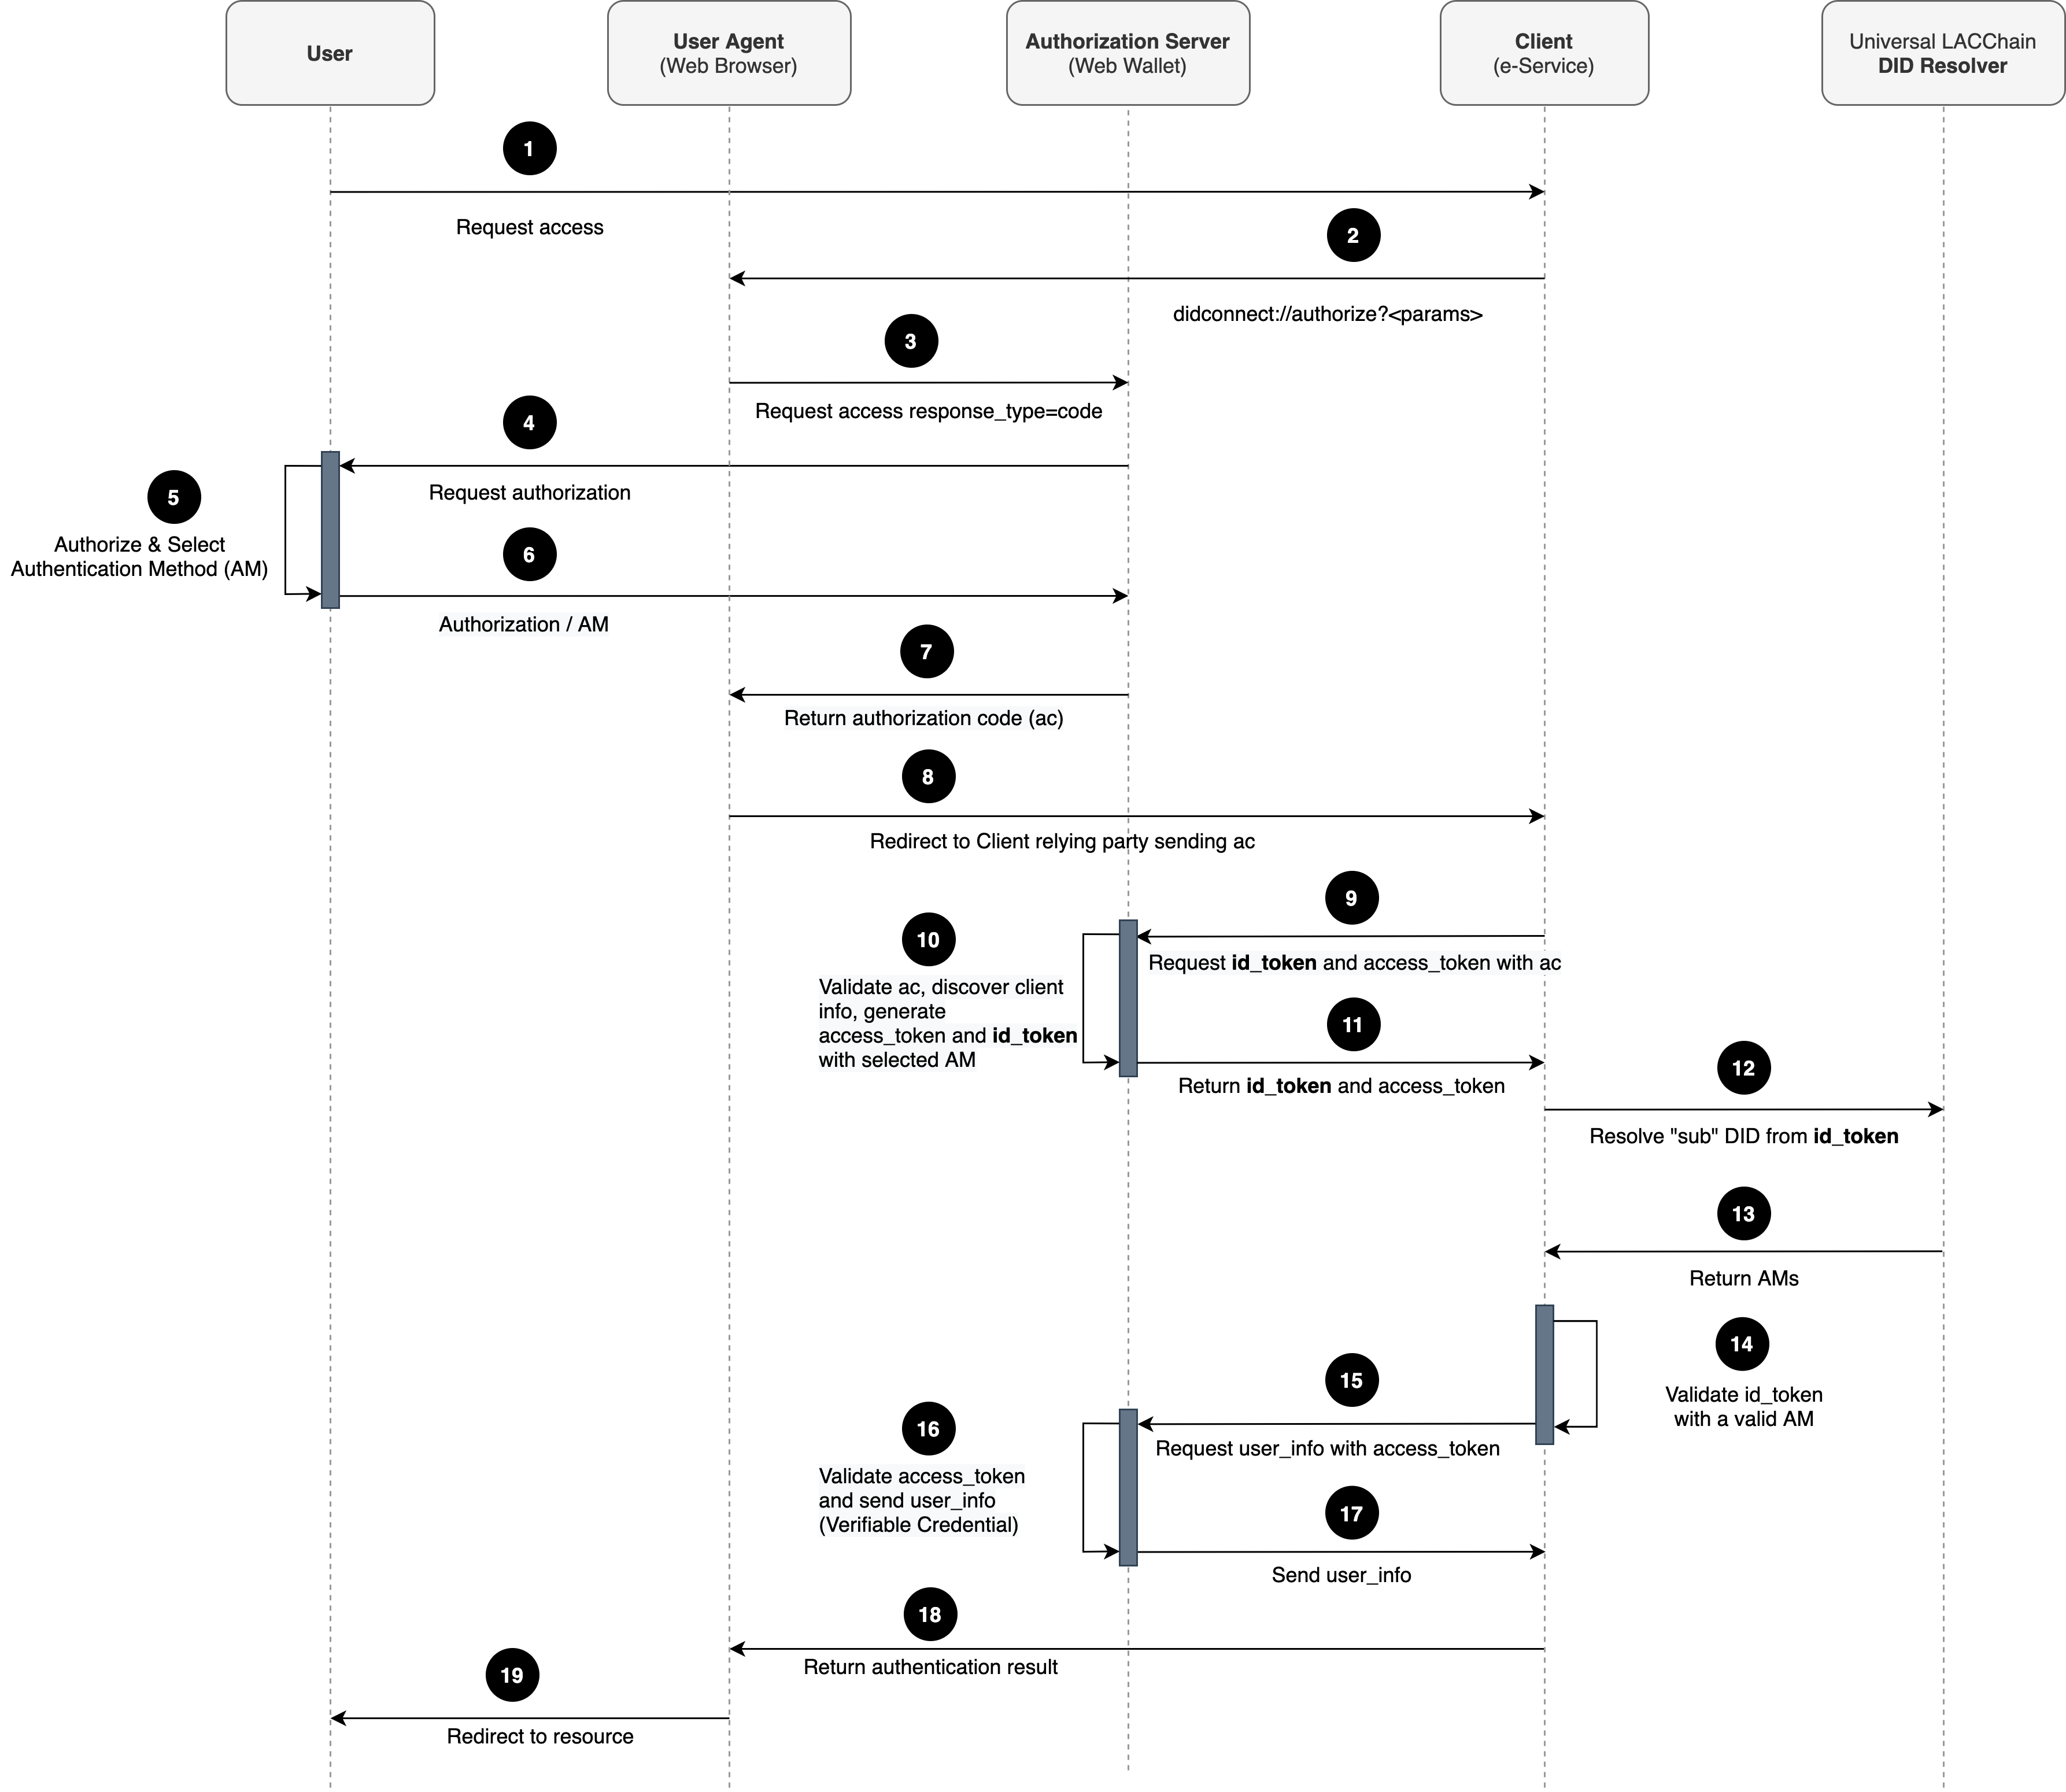 User
User Agent
(Web Browser)
Authorization Server
(Web Wallet)
Client
(e-Service)
Universal LACChain
DID Resolver
1
Request access
2
didconnect://authorize?<params>
3
Request access response_type=code
4
Request authorization
5
Authorize & Select
Authentication Method (AM)
6
Authorization / AM
7
Return authorization code (ac)
8
Redirect to Client relying party sending ac
9
Request id_token and access_token with ac
10
Validate ac, discover client
info, generate
access_token and id_token
with selected AM
11
Return id_token and access_token
12
Resolve "sub" DID from id_token
13
Return AMs
14
Validate id_token
with a valid AM
15
Request user_info with access_token
16
Validate access_token
and send user_info
(Verifiable Credential)
17
Send user_info
18
Return authentication result
19
Redirect to resource